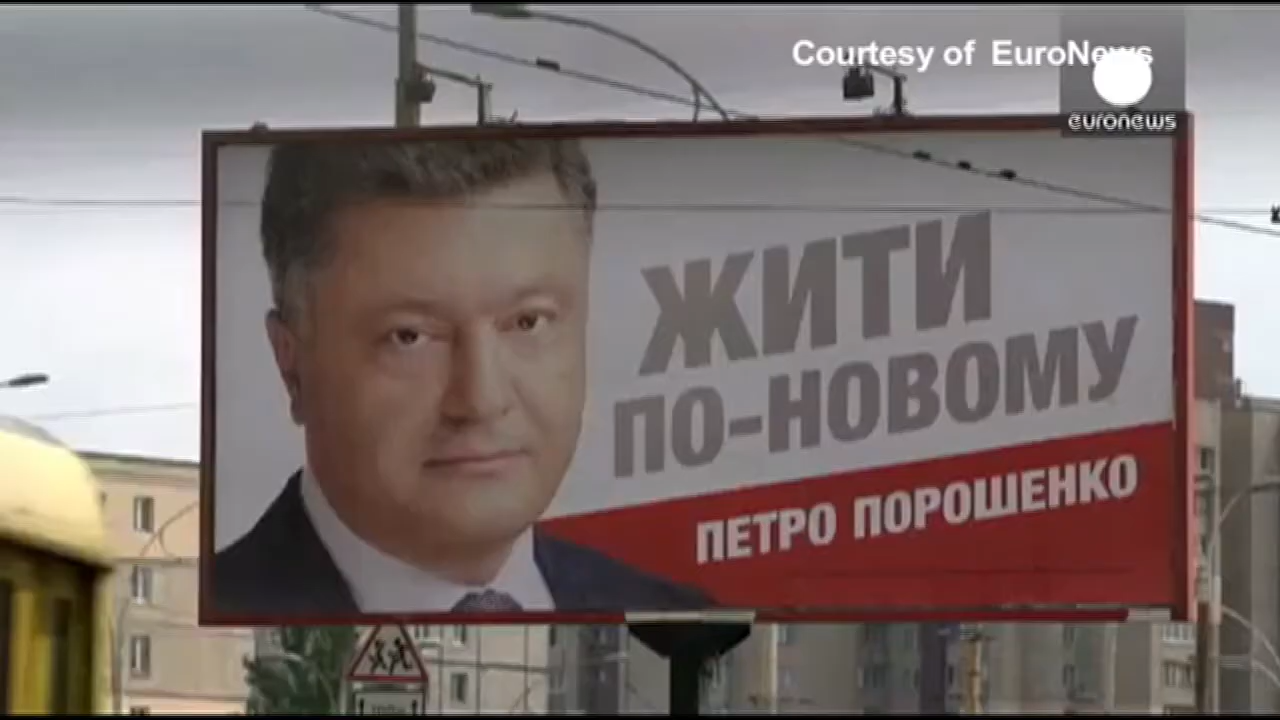 Courtesy of EuroNews
euronews
ЖИТИ
ПО-НОВОМУ
ПЕТРО ПОРОШЕНКО